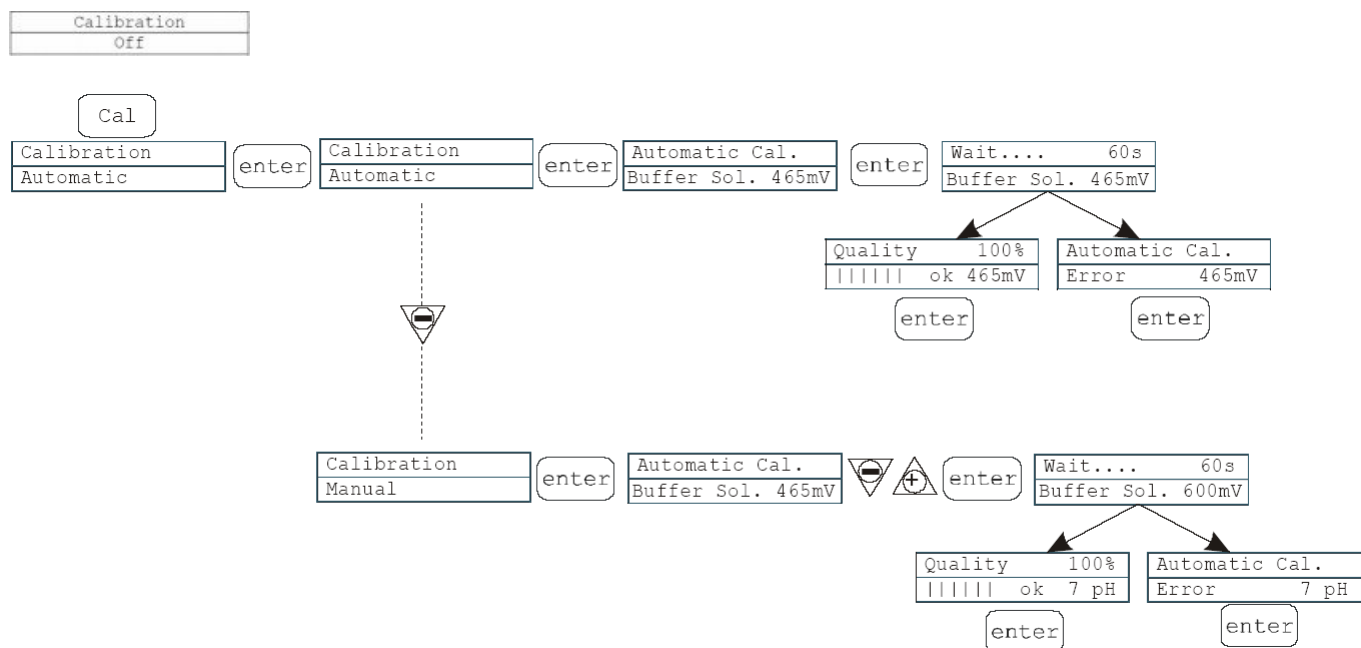 Calibration
Off
Cal
Calibration
Automatic
enter
Calibration
Automatic
enter
Automatic Cal.
Buffer Sol. 465mV
enter
Wait.... 60s
Buffer Sol. 465mV
Quality 100%
|||||| ok 465mV
enter
Automatic Cal.
Error 465mV
enter
Calibration
Manual
enter
Automatic Cal.
Buffer Sol. 465mV
enter
Wait.... 60s
Buffer Sol. 600mV
Quality 100%
|||||| ok 7 pH
enter
Automatic Cal.
Error 7 pH
enter